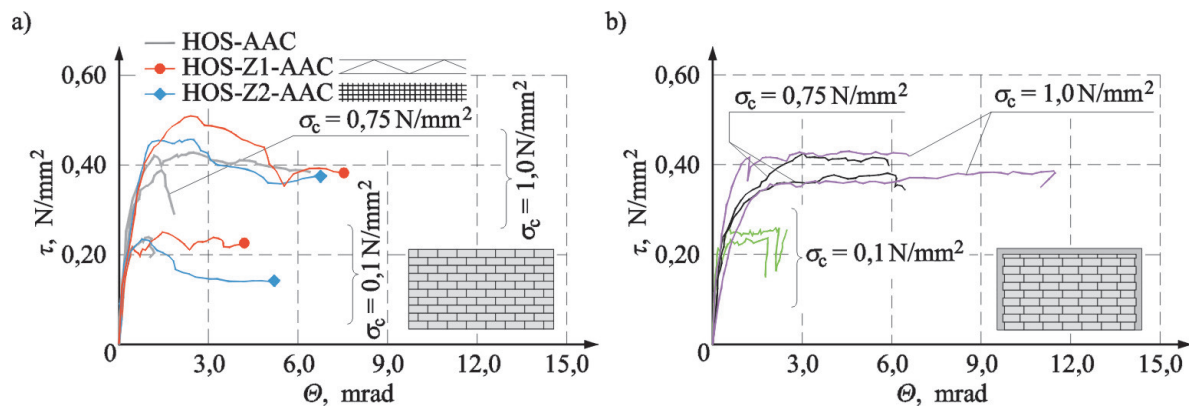 a)
HOS-AAC
HOS-Z1-AAC
HOS-Z2-AAC
σc = 0,75 N/mm²
σc = 1,0 N/mm²
σc = 0,1 N/mm²
0,60
0,40
0,20
τ, N/mm²
3,0 6,0 9,0 12,0 15,0
Θ, mrad
b)
σc = 0,75 N/mm²
σc = 1,0 N/mm²
σc = 0,1 N/mm²
0,60
0,40
0,20
τ, N/mm²
3,0 6,0 9,0 12,0 15,0
Θ, mrad